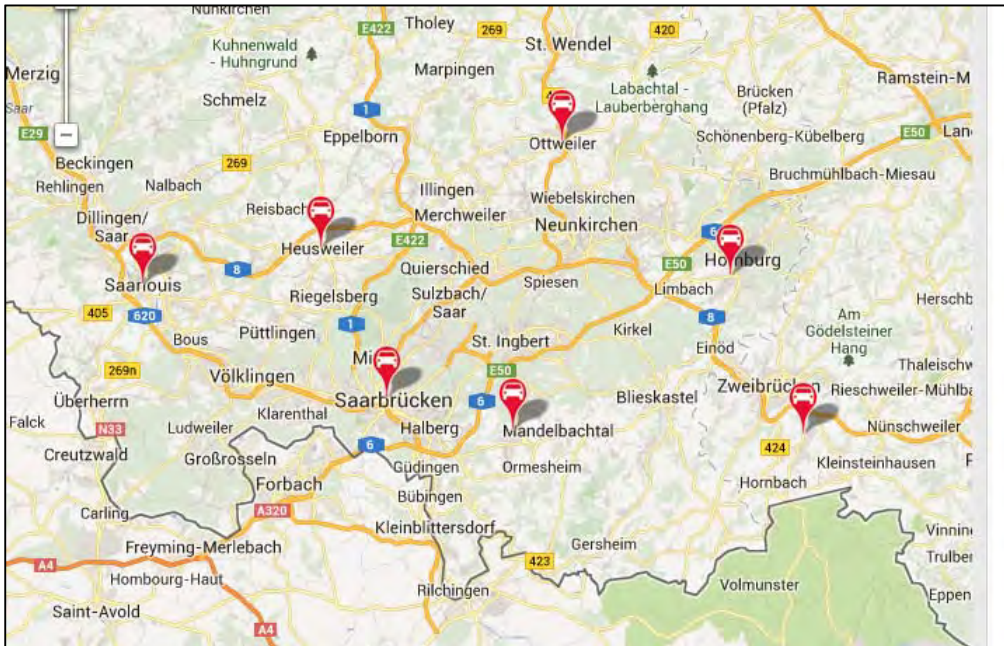 Nunkirchen
E422
Tholey
269
420
St. Wendel
Kuhnenwald
- Huhngrund
Merzig
Marpingen
Labachtal -
Lauberberghang
Brücken
(Pfalz)
Ramstein-M
Saar
Schmelz
1
E29
Eppelborn
Ottweiler
Schönenberg-Kübelberg
E50
Lan
Beckingen
269
Bruchmühlbach-Miesau
Rehlingen
Nalbach
Illingen
Wiebelskirchen
Reisbach
Merchweiler
Dillingen/
Saar
Neunkirchen
6
Heusweiler
E422
8
Quierschied
E50
Homburg
Saarlouis
Riegelsberg
Sulzbach/
Saar
Spiesen
Limbach
Herschb
405
620
Püttlingen
1
Kirkel
8
Am
Gödelsteiner
Hang
Bous
St. Ingbert
Einöd
Thaleischw
269n
Völklingen
E50
Zweibrücken
Rieschweiler-Mühlba
Überherrn
Saarbrücken
6
Blieskastel
Klarenthal
Falck
N33
Ludweiler
Halberg
Mandelbachtal
Nünschweiler
Creutzwald
6
424
Großrosseln
Güdingen
Ormesheim
Kleinsteinhausen
Forbach
Hornbach
Bübingen
Carling
A320
Kleinblittersdorf
Vinnin
Freyming-Merlebach
Gersheim
A4
423
Trulber
Hombourg-Haut
Rilchingen
Volmunster
Eppen
Saint-Avold
A4